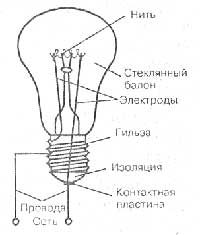 Нить
Стеклянный
балон
Электроды
Гильза
Изоляция
Контактная
пластина
Провода
Сеть